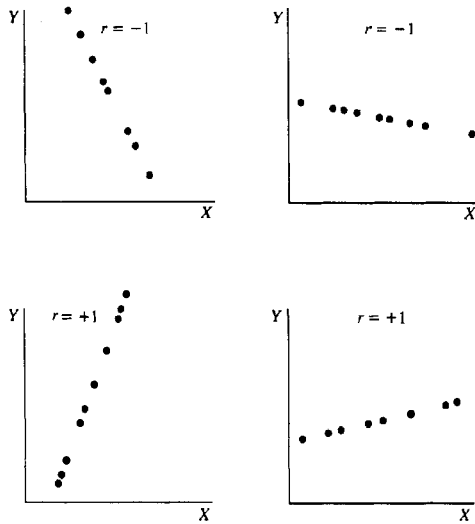 Y
r = −1
X
Y
r = −1
X
Y
r = +1
X
Y
r = +1
X